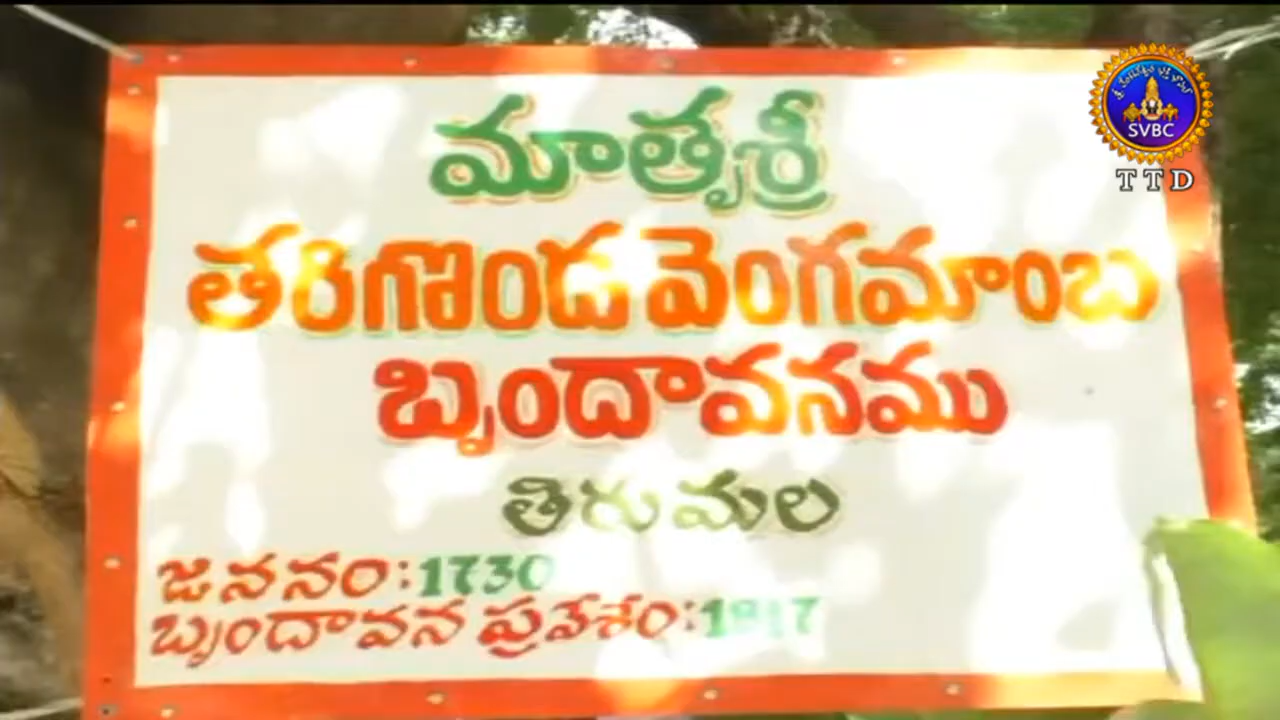 మాతృశ్రీ
తరిగొండ వెంగమాంబ
బృందావనము
తిరుమల
జననం:1730
బృందావన ప్రవేశం:1817
SVBC
TTD